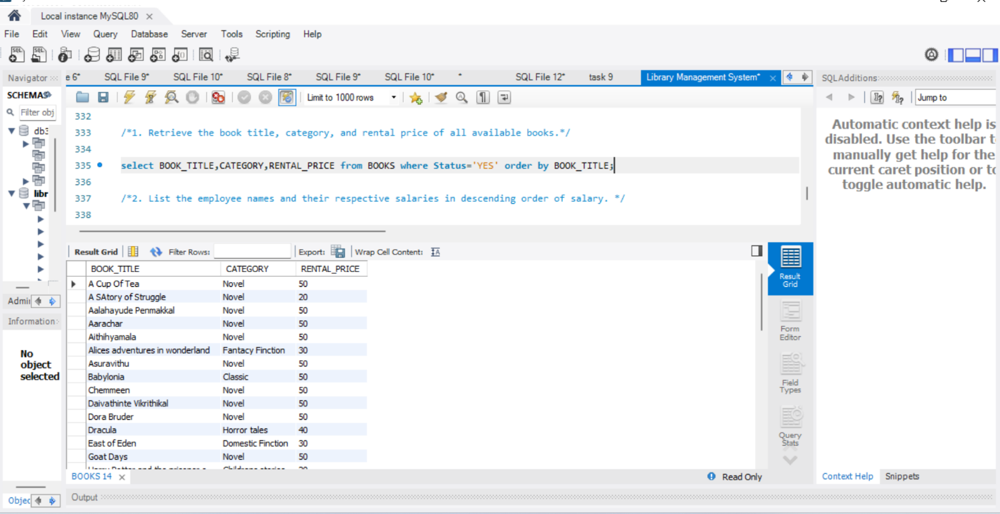 Local instance MySQL80
File Edit View Query Database Server Tools Scripting Help
Navigator
e 6* SQL File 9* SQL File 10* SQL File 8* SQL File 9* SQL File 10* * SQL File 12* task 9 Library Management System*
SQLAdditions
SCHEMAS
Limit to 1000 rows
Jump to
Filter obj
332
333 /*1. Retrieve the book title, category, and rental price of all available books.*/
334
335 select BOOK_TITLE,CATEGORY,RENTAL_PRICE from BOOKS where Status='YES' order by BOOK_TITLE;
336
337 /*2. List the employee names and their respective salaries in descending order of salary. */
338
db3
libr
Automatic context help is
disabled. Use the toolbar t
manually get help for the
current caret position or to
toggle automatic help.
Result Grid Filter Rows: Export: Wrap Cell Content:
BOOK_TITLE CATEGORY RENTAL_PRICE
A Cup Of Tea Novel 50
A SAtory of Struggle Novel 20
Aalahayude Penmakkal Novel 50
Aarachar Novel 50
Aithihyamala Novel 50
Alices adventures in wonderland Fantacy Finction 30
Asuravithu Novel 50
Babylonia Classic 50
Chemmeen Novel 50
Daivathinte Vikrithikal Novel 50
Dora Bruder Novel 50
Dracula Horror tales 40
East of Eden Domestic Finction 30
Goat Days Novel 50
Result
Grid
Form
Editor
Field
Types
Query
Stats
Admi
Information
No
object
selected
BOOKS 14
Read Only
Context Help Snippets
Objec
Output